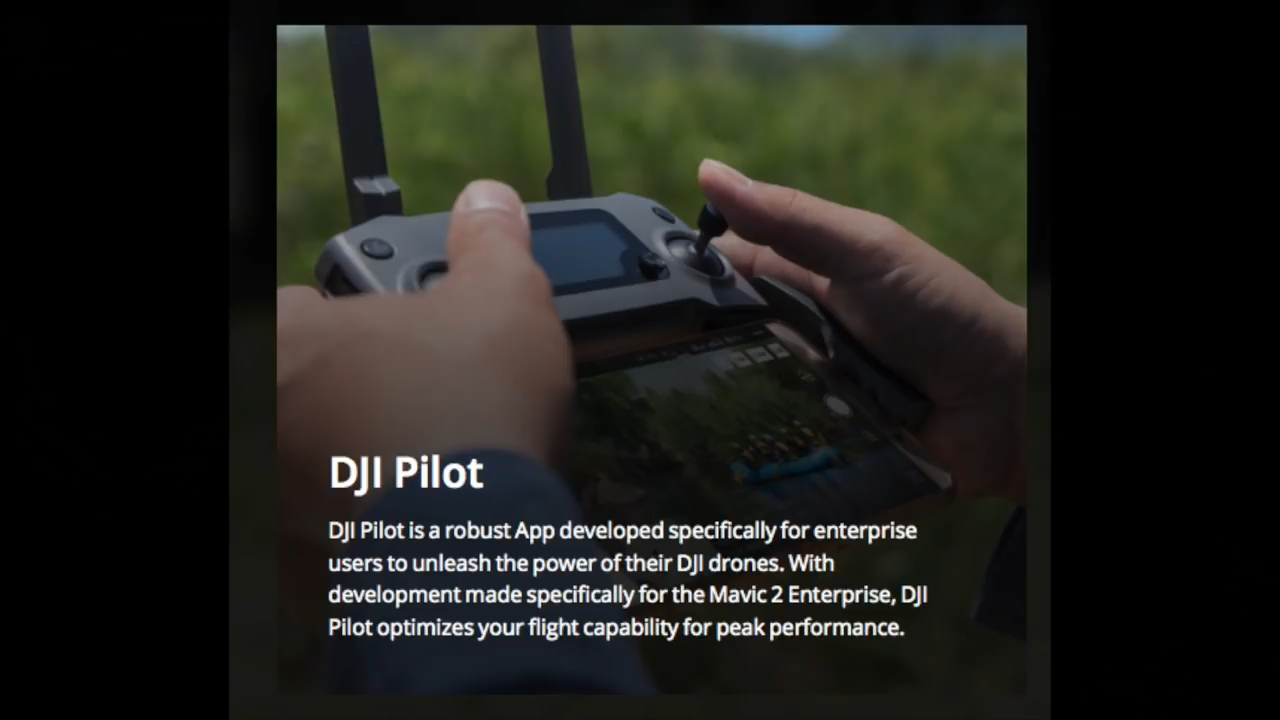 DJI Pilot
DJI Pilot is a robust App developed specifically for enterprise
users to unleash the power of their DJI drones. With
development made specifically for the Mavic 2 Enterprise, DJI
Pilot optimizes your flight capability for peak performance.